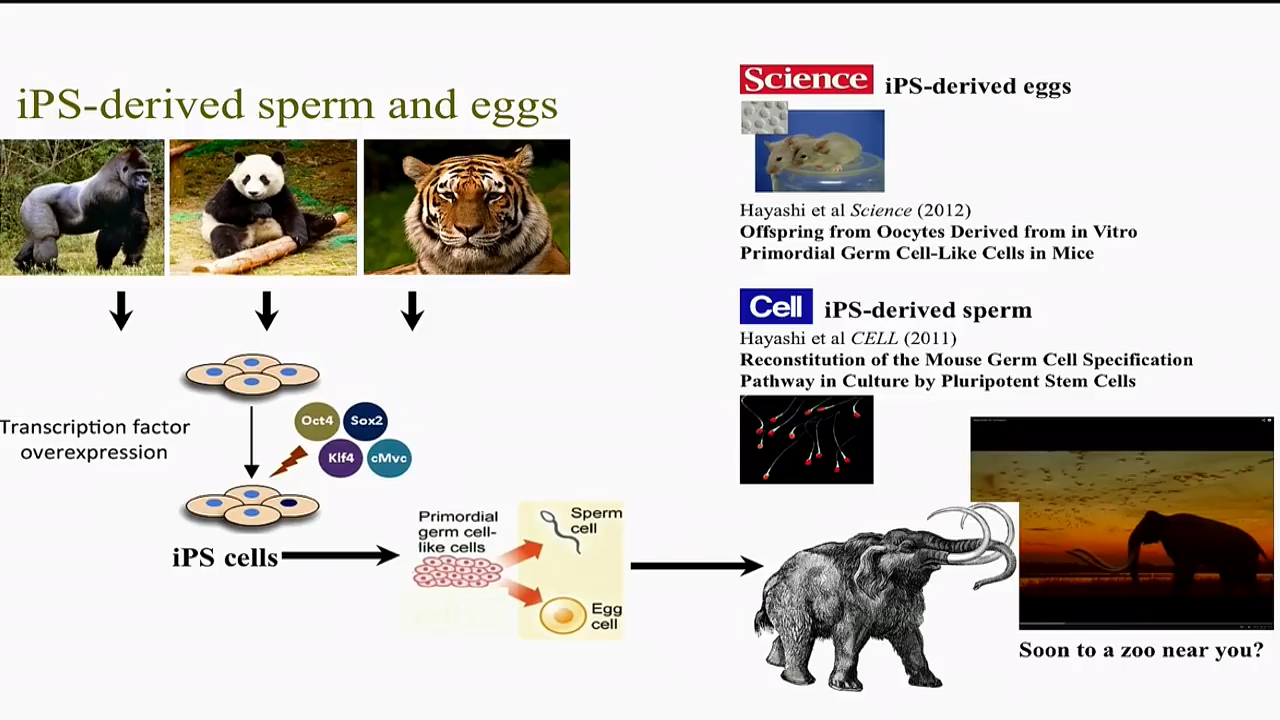 iPS-derived sperm and eggs
Transcription factor
overexpression
Oct4
Sox2
Klf4
cMvc
iPS cells
Primordial
germ cell-
like cells
Sperm
cell
Egg
cell
Science
iPS-derived eggs
Hayashi et al Science (2012)
Offspring from Oocytes Derived from in Vitro
Primordial Germ Cell-Like Cells in Mice
Cell
iPS-derived sperm
Hayashi et al CELL (2011)
Reconstitution of the Mouse Germ Cell Specification
Pathway in Culture by Pluripotent Stem Cells
Soon to a zoo near you?